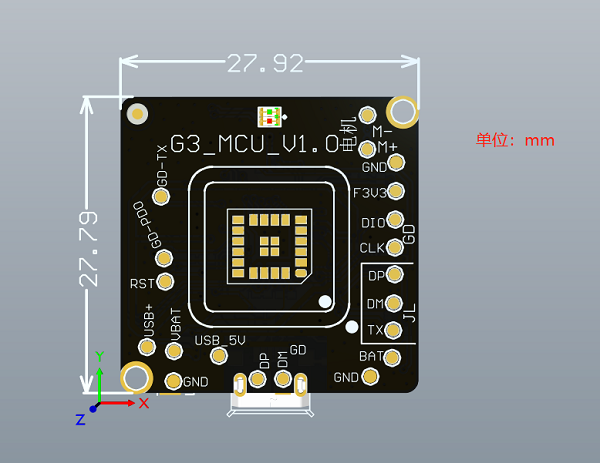 27.92
单位：mm
27.79
G3_MCU_V1.0
电机
M-
M+
GND
GD-TX
F3V3
GD-PD0
DIO
GD
CLK
RST
DP
DM
JL
TX
USB+
VBAT
USB_5V
GD
BAT
DP
DM
GND
GND
Y
X
Z